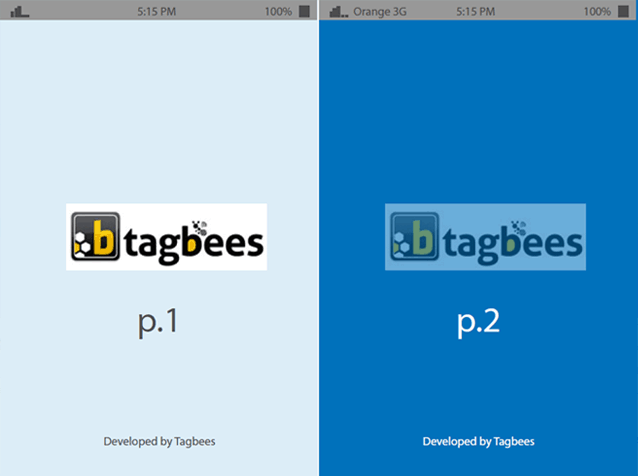 5:15 PM 100%
b tagbees
p.1
Developed by Tagbees
Orange 3G 5:15 PM 100%
b tagbees
p.2
Developed by Tagbees